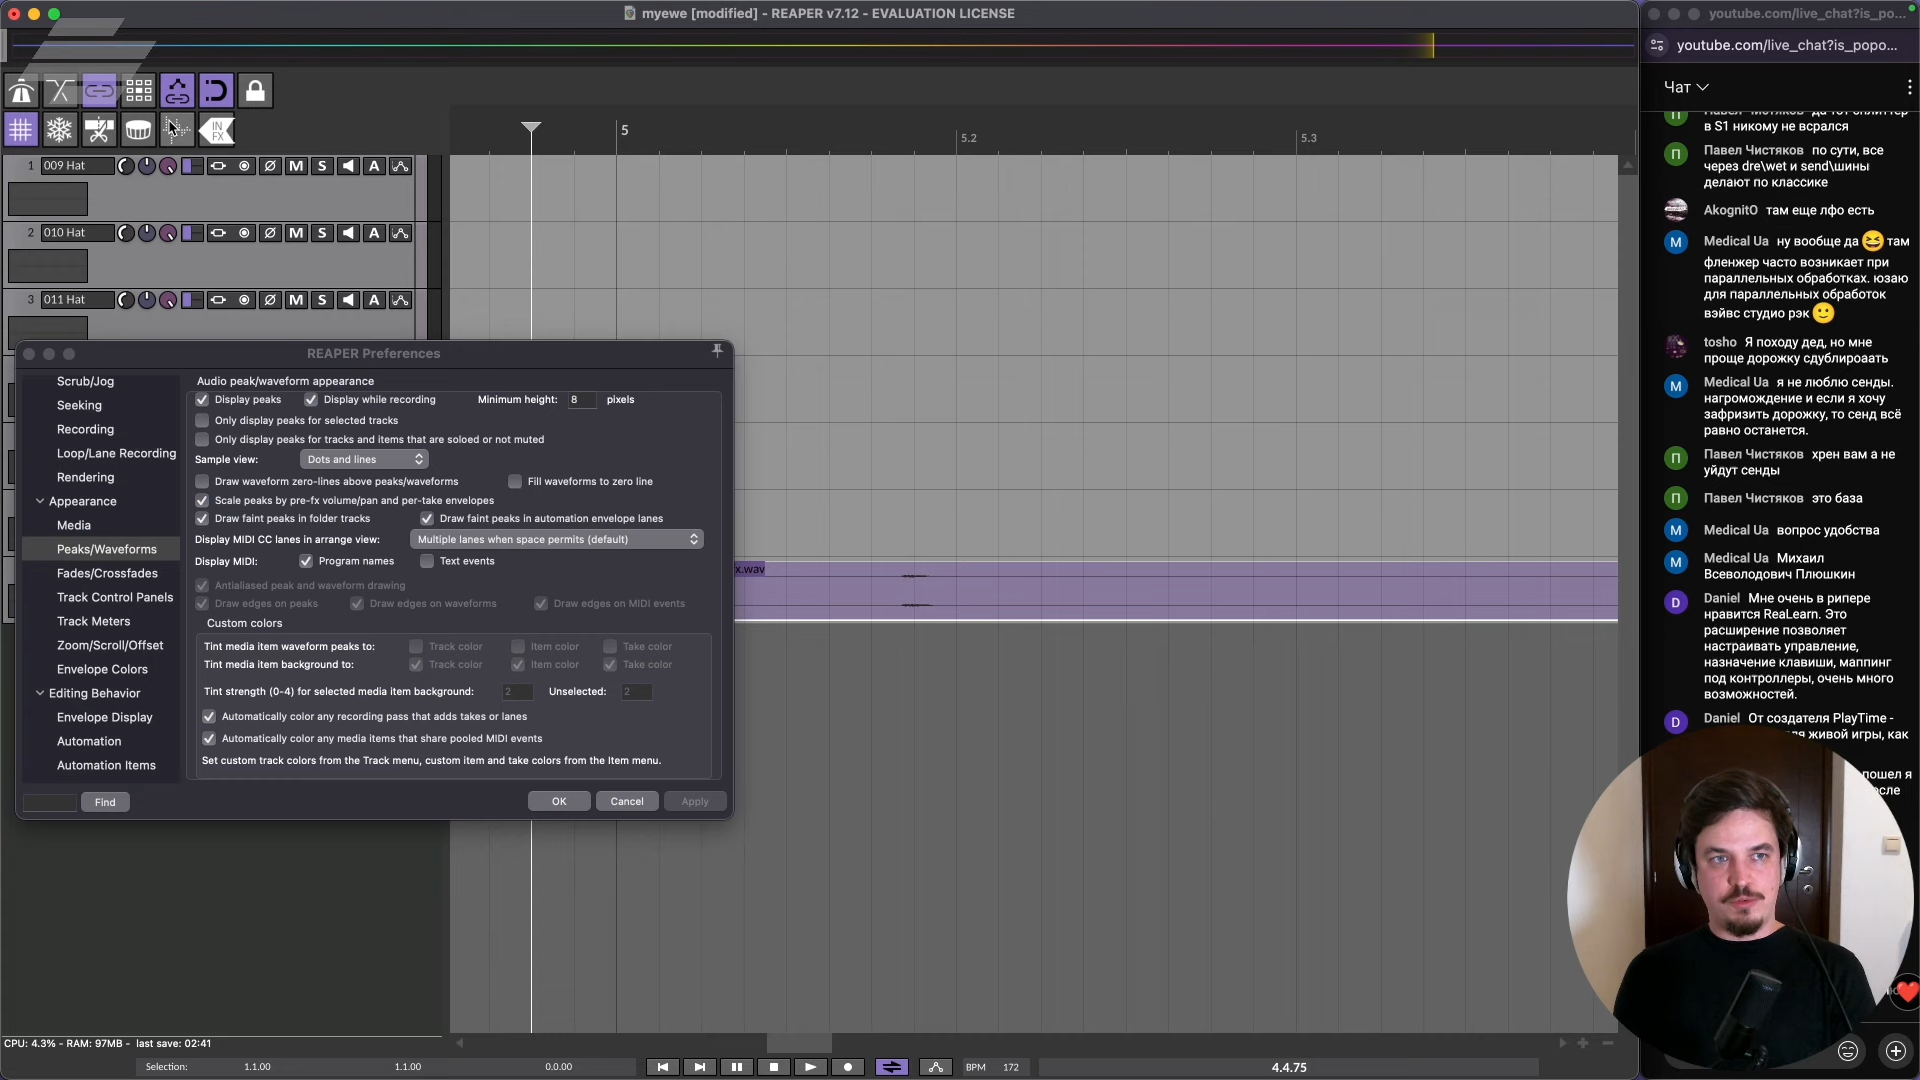 myewe [modified] - REAPER v7.12 - EVALUATION LICENSE
youtube.com/live_chat?is_po...
youtube.com/live_chat?is_popo...
Чат
IN
FX
5
5.2
5.3
1 009 Hat M S A
2 010 Hat M S A
3 011 Hat M S A
REAPER Preferences
Scrub/Jog
Seeking
Recording
Loop/Lane Recording
Rendering
Appearance
Media
Peaks/Waveforms
Fades/Crossfades
Track Control Panels
Track Meters
Zoom/Scroll/Offset
Envelope Colors
Editing Behavior
Envelope Display
Automation
Automation Items
Find
Audio peak/waveform appearance
Display peaks Display while recording Minimum height: 8 pixels
Only display peaks for selected tracks
Only display peaks for tracks and items that are soloed or not muted
Sample view: Dots and lines
Draw waveform zero-lines above peaks/waveforms Fill waveforms to zero line
Scale peaks by pre-fx volume/pan and per-take envelopes
Draw faint peaks in folder tracks Draw faint peaks in automation envelope lanes
Display MIDI CC lanes in arrange view: Multiple lanes when space permits (default)
Display MIDI: Program names Text events
Antialiased peak and waveform drawing
Draw edges on peaks Draw edges on waveforms Draw edges on MIDI events
Custom colors
Tint media item waveform peaks to: Track color Item color Take color
Tint media item background to: Track color Item color Take color
Tint strength (0-4) for selected media item background: 2 Unselected: 2
Automatically color any recording pass that adds takes or lanes
Automatically color any media items that share pooled MIDI events
Set custom track colors from the Track menu, custom item and take colors from the Item menu.
OK Cancel Apply
x.wav
CPU: 4.3% - RAM: 97MB - last save: 02:41
Selection: 1.1.00 1.1.00 0.0.00
BPM 172
4.4.75
в S1 никому не всрался
П Павел Чистяков по сути, все
через dre\wet и send\шины
делают по классике
AkognitO там еще лфо есть
M Medical Ua ну вообще да там
фленжер часто возникает при
параллельных обработках. юзаю
для параллельных обработок
вэйвс студио рэк
tosho Я походу дед, но мне
проще дорожку сдублироаать
M Medical Ua я не люблю сенды.
нагромождение и если я хочу
зафризить дорожку, то сенд всё
равно останется.
П Павел Чистяков хрен вам а не
уйдут сенды
П Павел Чистяков это база
M Medical Ua вопрос удобства
M Medical Ua Михаил
Всеволодович Плюшкин
D Daniel Мне очень в рипере
нравится ReaLearn. Это
расширение позволяет
настраивать управление,
назначение клавиши, маппинг
под контроллеры, очень много
возможностей.
D Daniel От создателя PlayTime -
для живой игры, как
пошел я